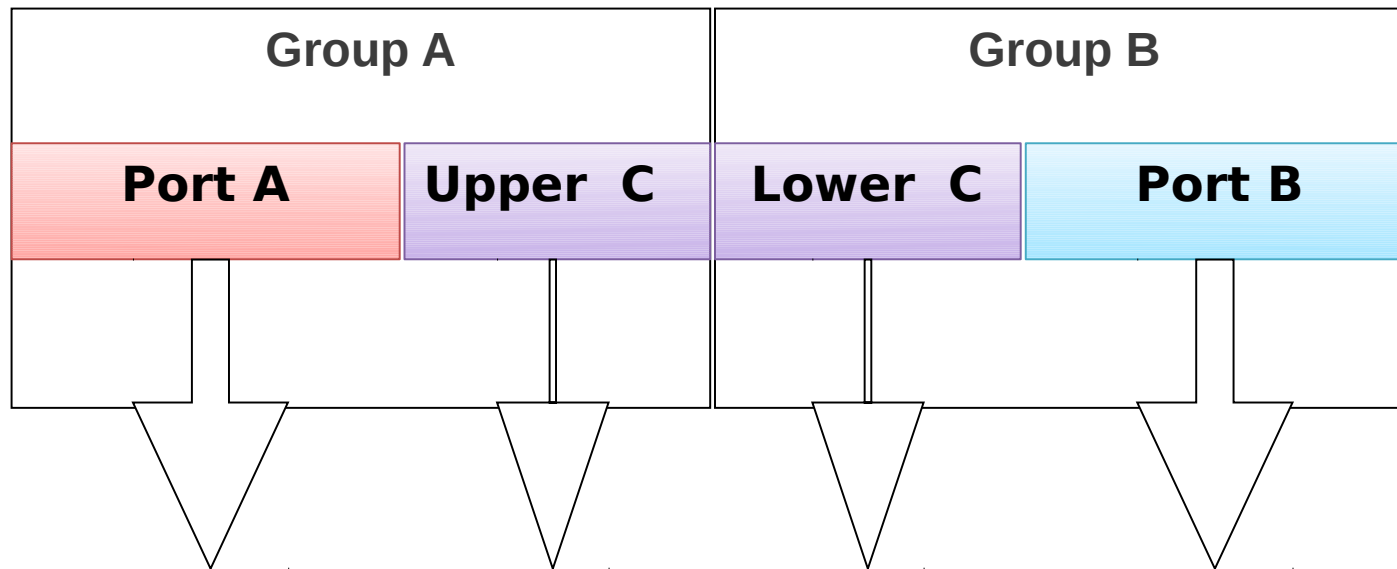 Group A
Group B
Port A
Upper C
Lower C
Port B